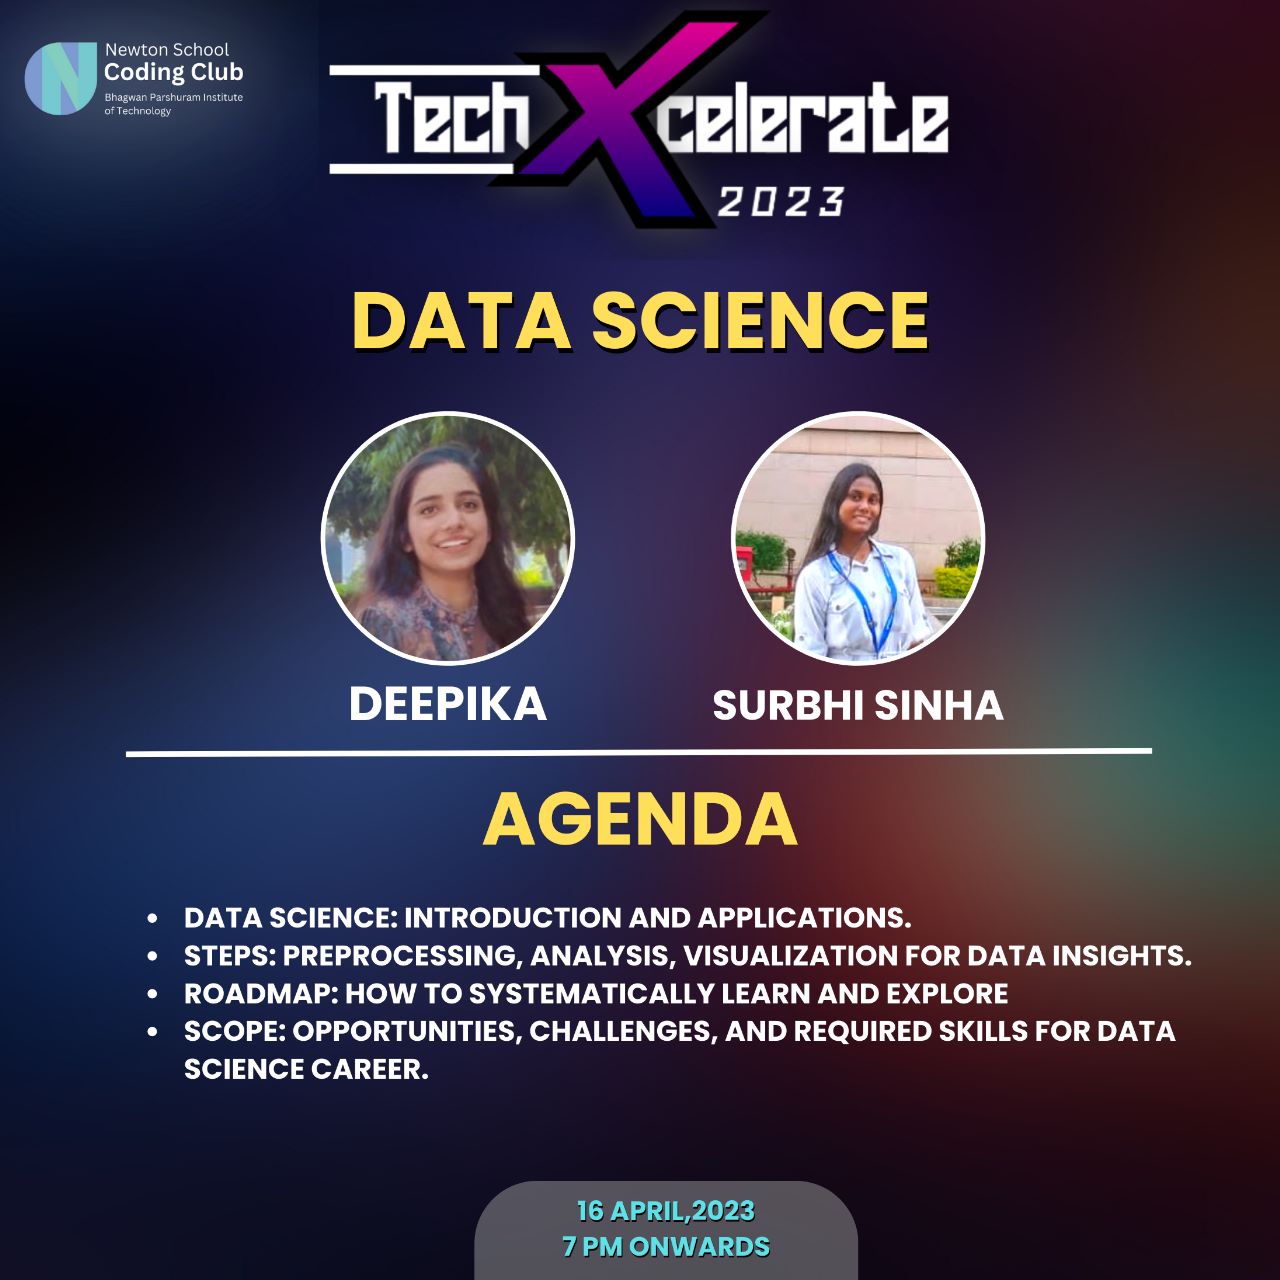 Newton School
Coding Club
Bhagwan Parshuram Institute
of Technology
TechXcelerate
2023
DATA SCIENCE
DEEPIKA
SURBHI SINHA
AGENDA
• DATA SCIENCE: INTRODUCTION AND APPLICATIONS.
• STEPS: PREPROCESSING, ANALYSIS, VISUALIZATION FOR DATA INSIGHTS.
• ROADMAP: HOW TO SYSTEMATICALLY LEARN AND EXPLORE
• SCOPE: OPPORTUNITIES, CHALLENGES, AND REQUIRED SKILLS FOR DATA
SCIENCE CAREER.
16 APRIL,2023
7 PM ONWARDS